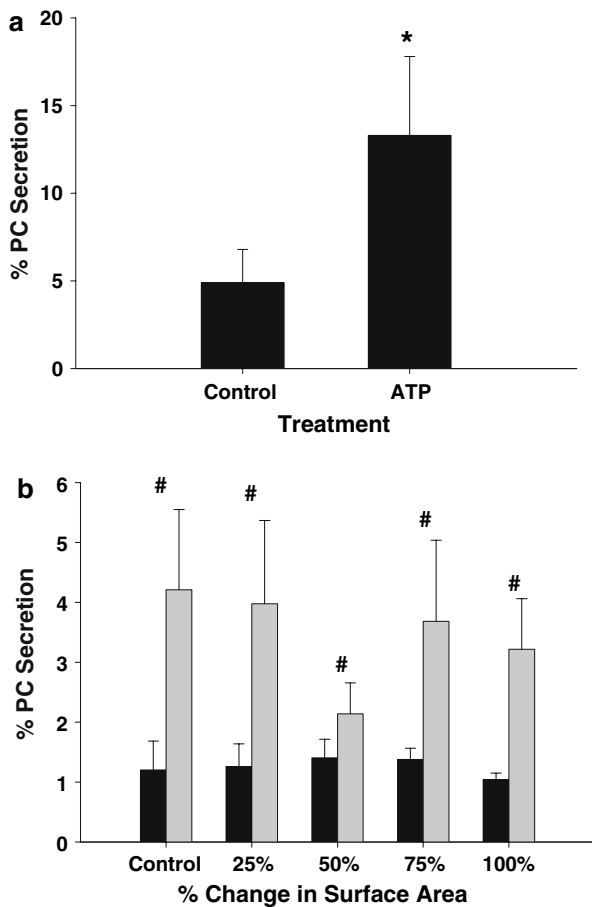 a
% PC Secretion
20
15
10
5
0
*
Control ATP
Treatment
b
% PC Secretion
6
5
4
3
2
1
0
# # # # #
Control 25% 50% 75% 100%
% Change in Surface Area